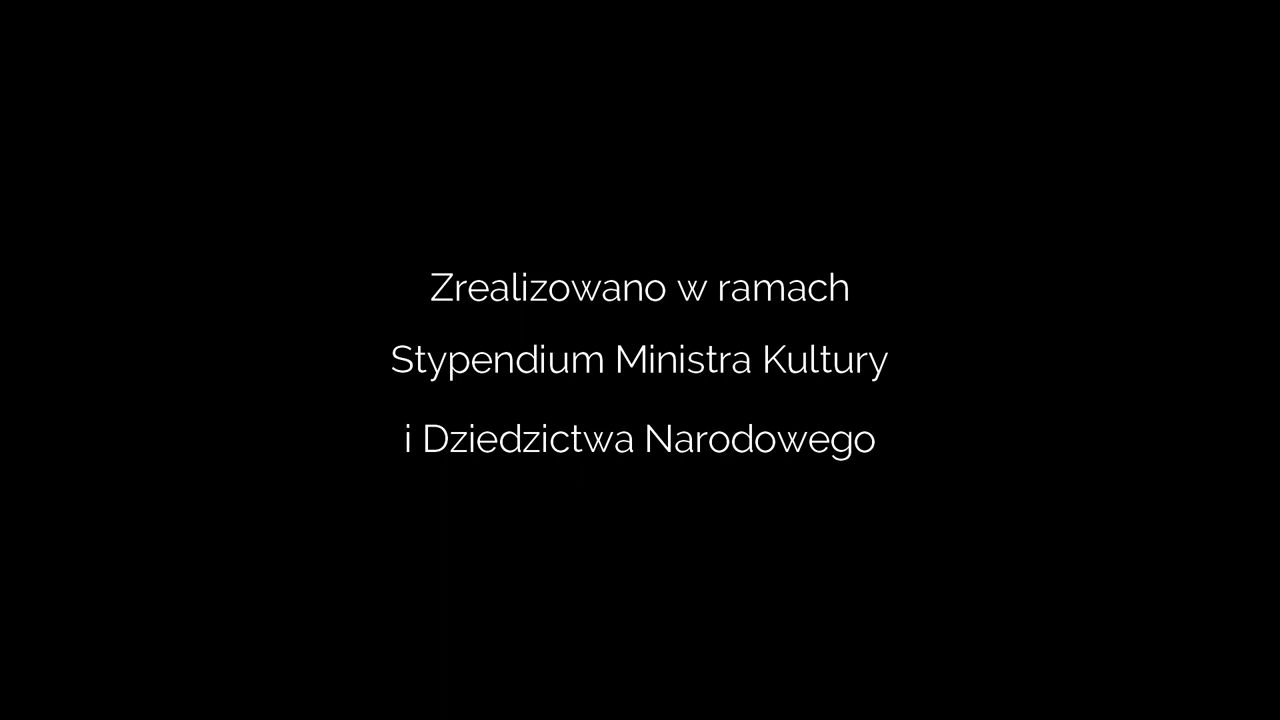 Zrealizowano w ramach
Stypendium Ministra Kultury
i Dziedzictwa Narodowego